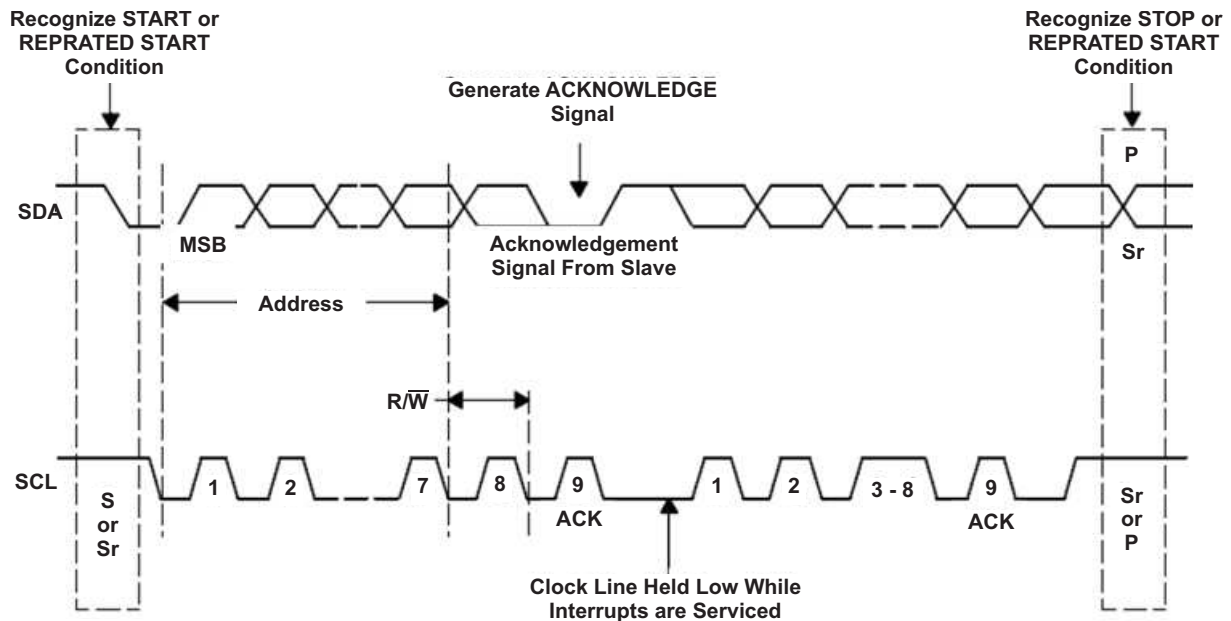 Recognize START or
REPRATED START
Condition
Recognize STOP or
REPRATED START
Condition
Generate ACKNOWLEDGE
Signal
P
SDA
MSB
Acknowledgement
Signal From Slave
Sr
Address
R/W̅
SCL
S
or
Sr
1
2
7
8
9
ACK
1
2
3 - 8
9
ACK
Sr
or
P
Clock Line Held Low While
Interrupts are Serviced